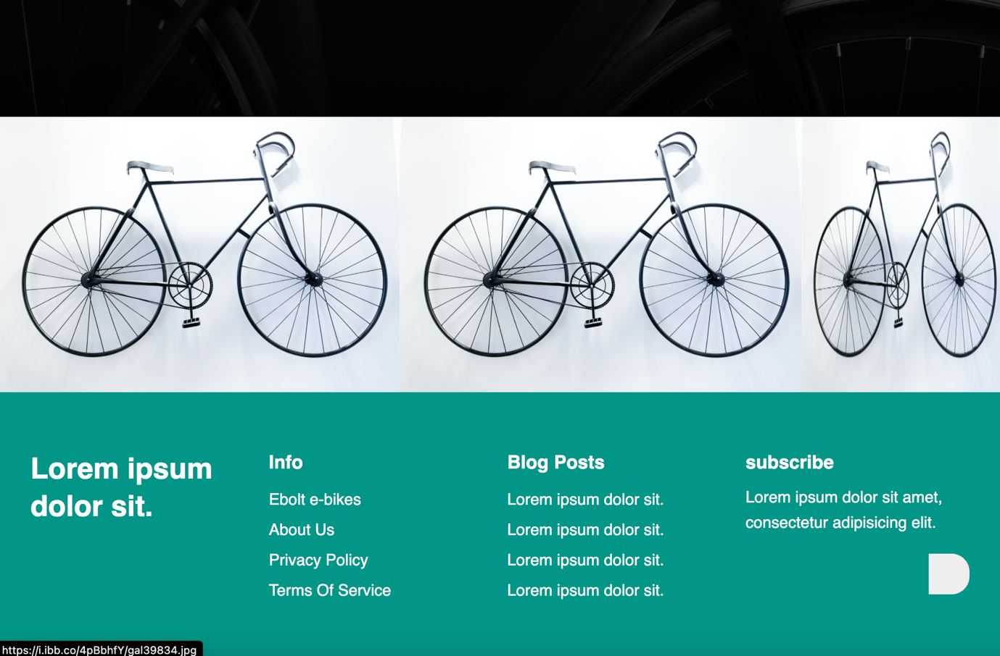 Lorem ipsum
dolor sit.
Info
Ebolt e-bikes
About Us
Privacy Policy
Terms Of Service
Blog Posts
Lorem ipsum dolor sit.
Lorem ipsum dolor sit.
Lorem ipsum dolor sit.
Lorem ipsum dolor sit.
subscribe
Lorem ipsum dolor sit amet,
consectetur adipisicing elit.
https://i.ibb.co/4pBbhfY/gal39834.jpg